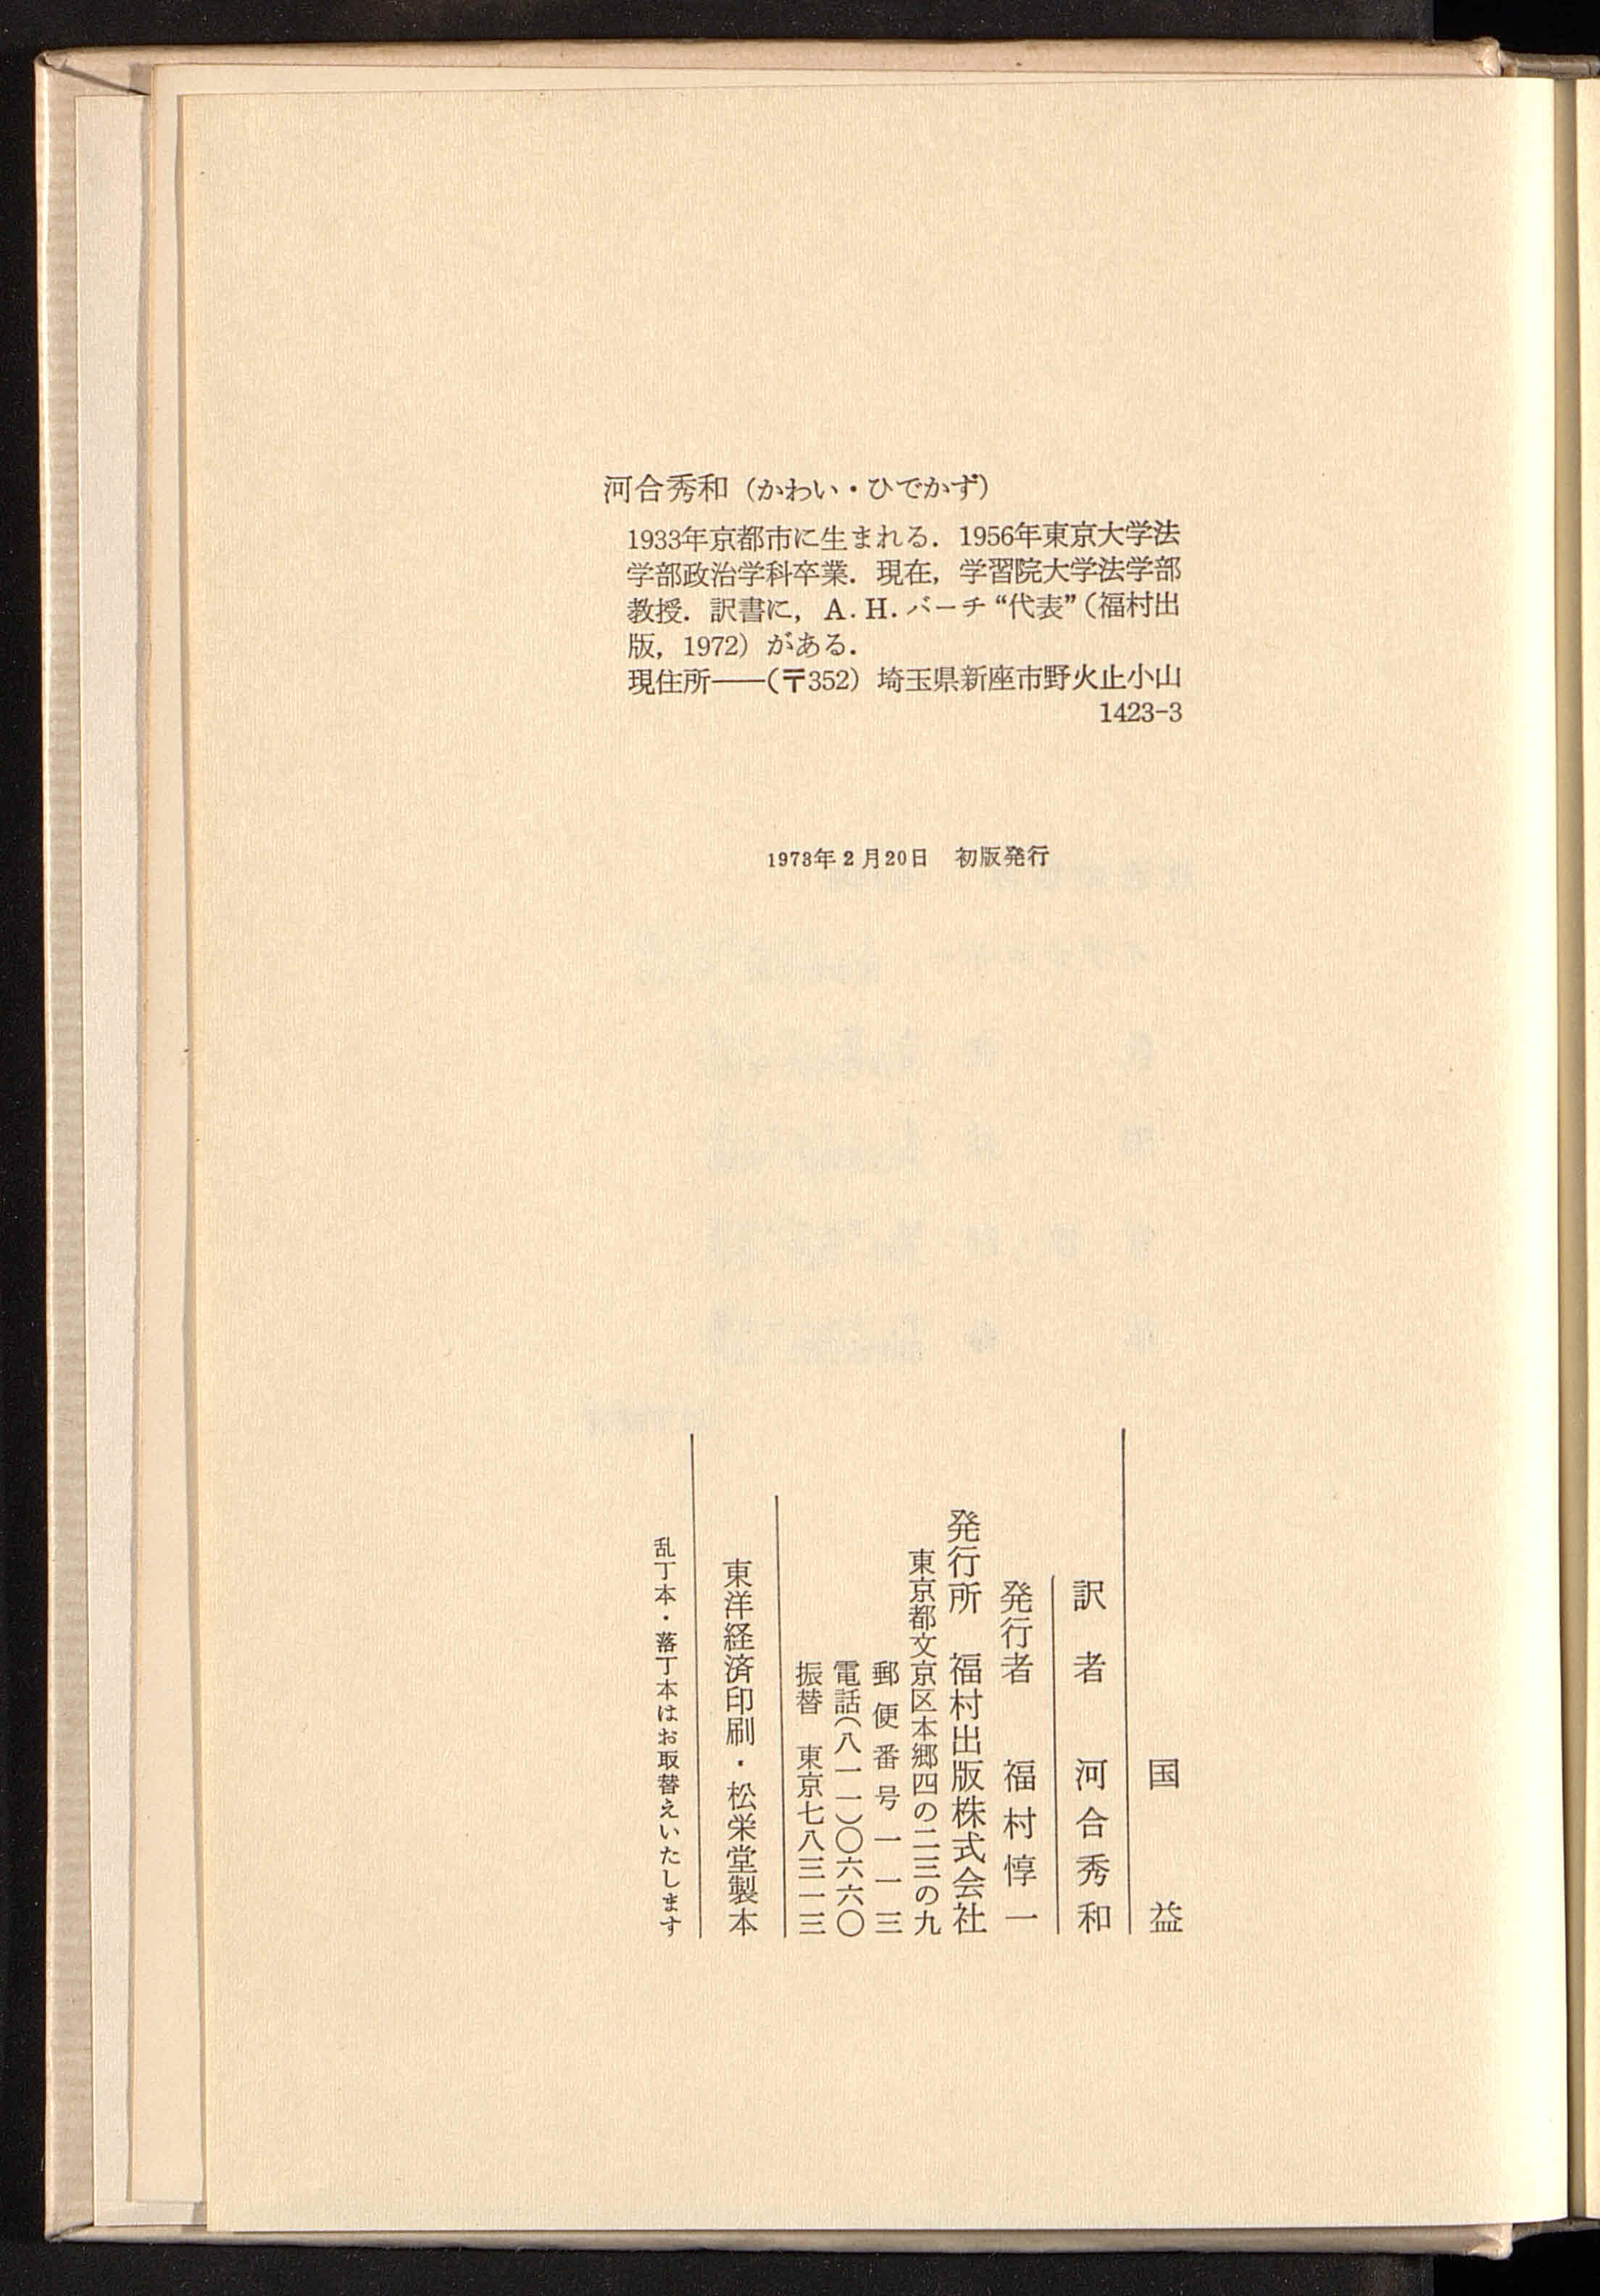 河合秀和（かわい・ひでかず）
1933年京都市に生まれる．1956年東京大学法
学部政治学科卒業．現在，学習院大学法学部
教授．訳書に，A.H.バーチ“代表”（福村出
版，1972）がある．
現住所――（〒352）埼玉県新座市野火止小山
1423-3
1973年2月20日　初版発行
国益
訳者　河合秀和
発行者　福村惇一
発行所　福村出版株式会社
東京都文京区本郷四の二三の九
郵便番号一一三
電話（八一一）〇六六〇
振替　東京七八三一三
東洋経済印刷・松栄堂製本
乱丁本・落丁本はお取替えいたします